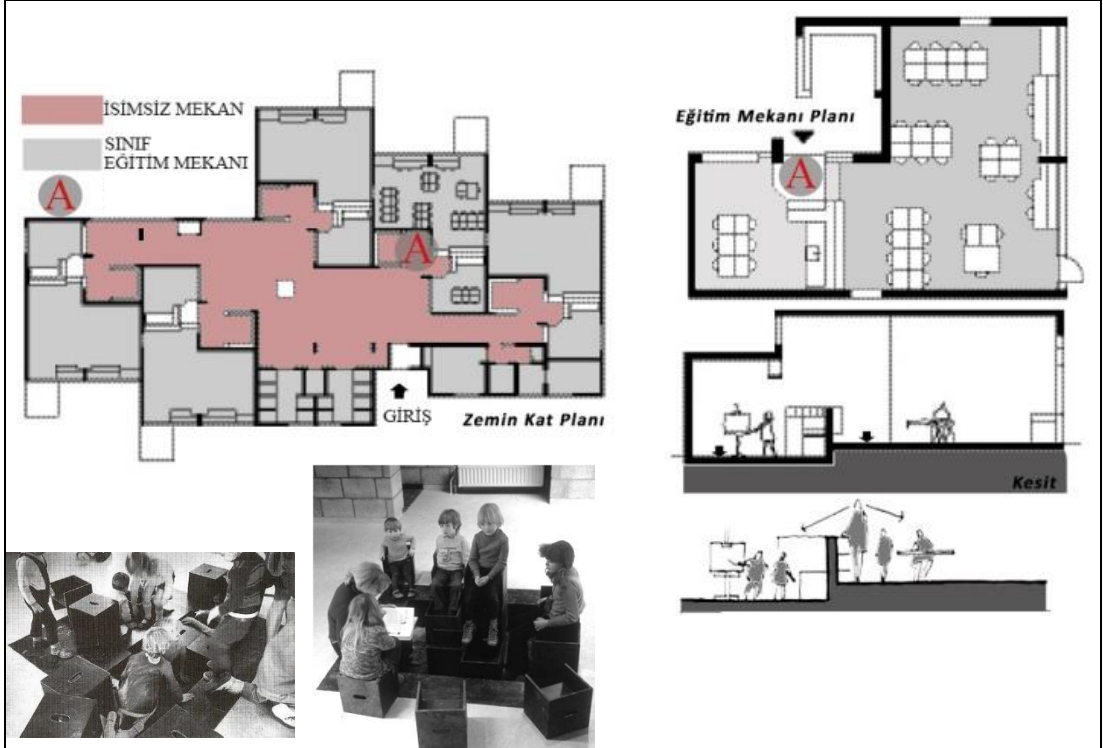 İSİMSİZ MEKAN
SINIF
EĞİTİM MEKANI
A
A
GİRİŞ
Zemin Kat Planı
Eğitim Mekanı Planı
A
Kesit